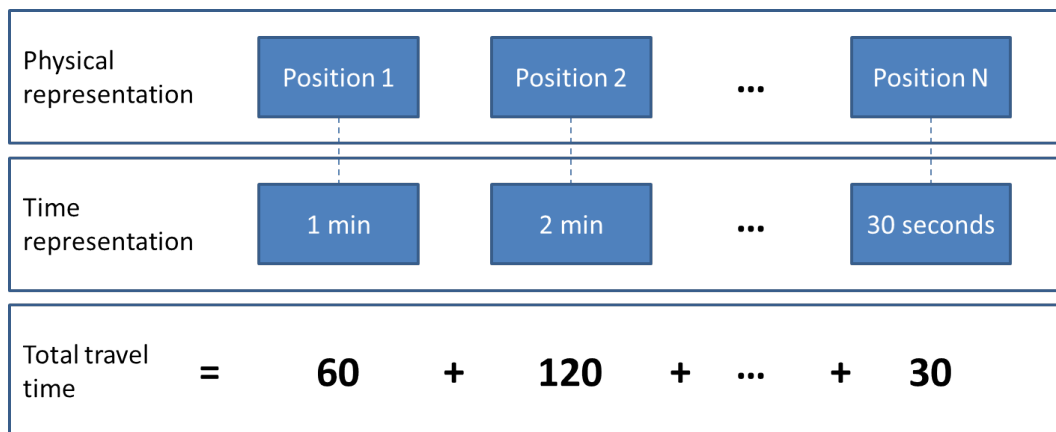 Physical
representation
Position 1
Position 2
...
Position N
Time
representation
1 min
2 min
...
30 seconds
Total travel
time
= 60 + 120 + ... + 30